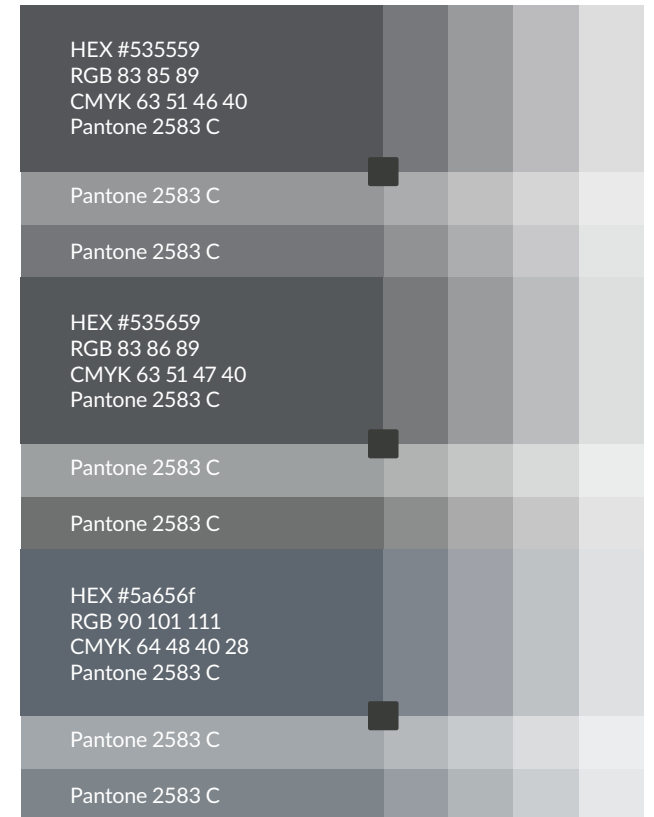 HEX #535559
RGB 83 85 89
CMYK 63 51 46 40
Pantone 2583 C
Pantone 2583 C
Pantone 2583 C
HEX #535659
RGB 83 86 89
CMYK 63 51 47 40
Pantone 2583 C
Pantone 2583 C
Pantone 2583 C
HEX #5a656f
RGB 90 101 111
CMYK 64 48 40 28
Pantone 2583 C
Pantone 2583 C
Pantone 2583 C